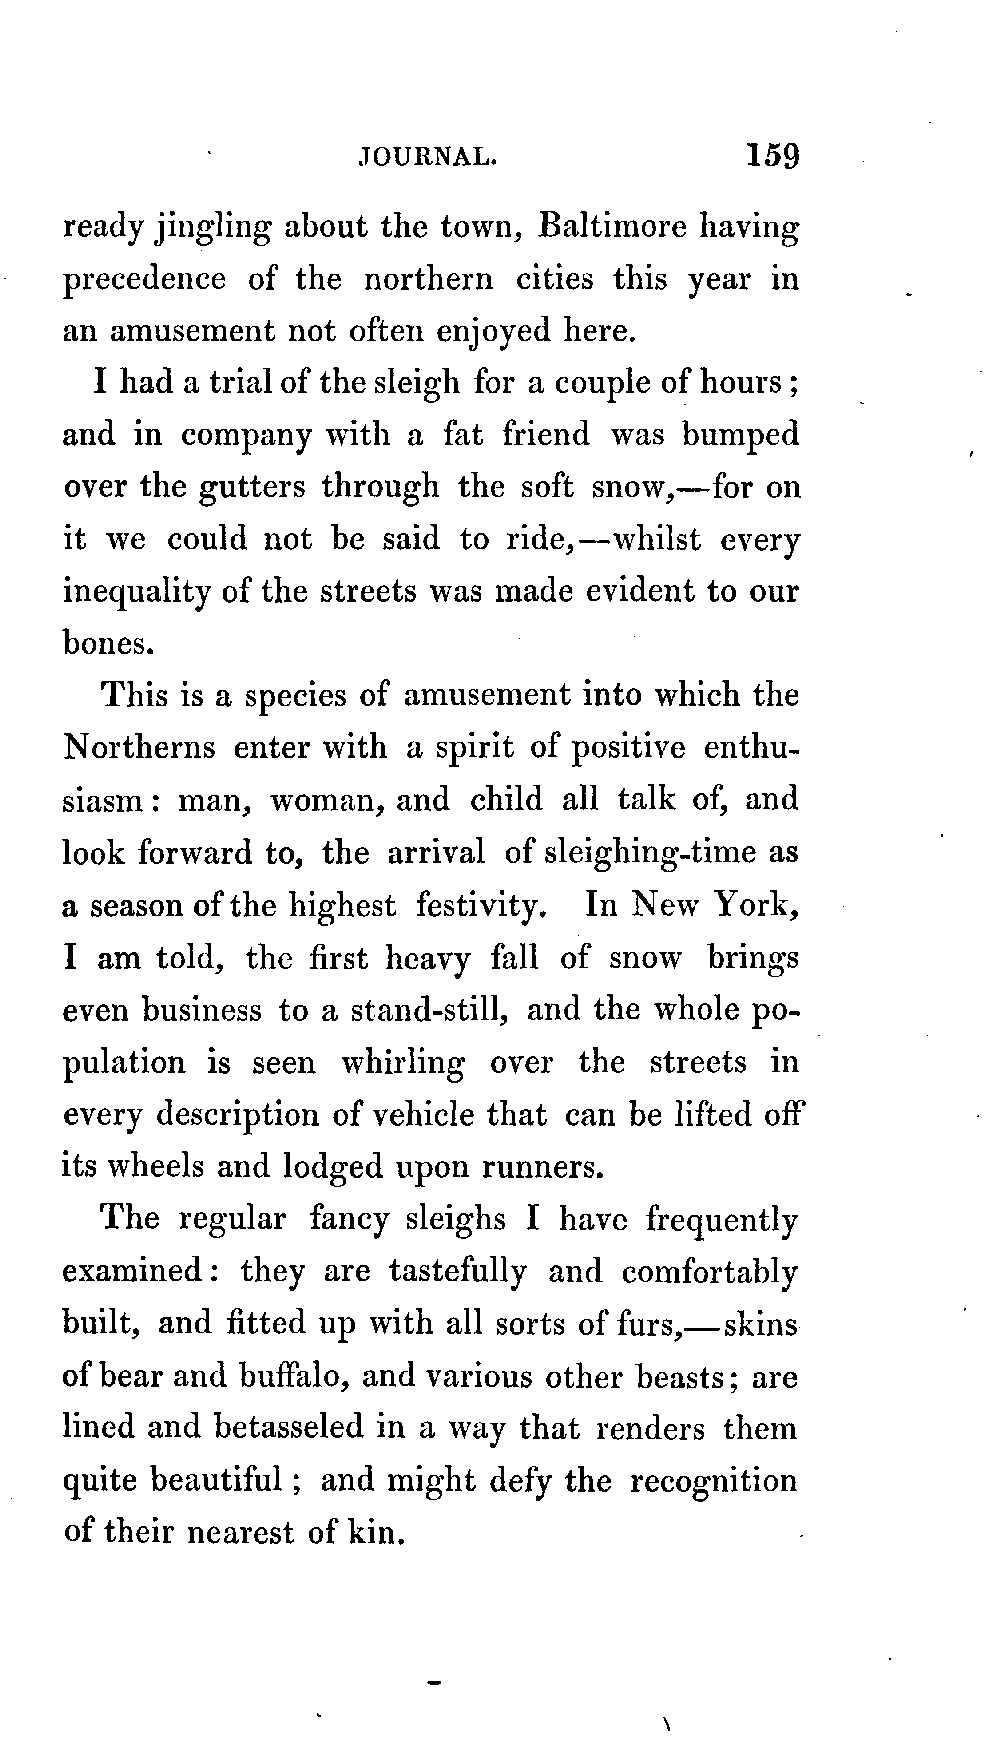 JOURNAL. 159
ready jingling about the town, Baltimore having
precedence of the northern cities this year in
an amusement not often enjoyed here.
I had a trial of the sleigh for a couple of hours ;
and in company with a fat friend was bumped
over the gutters through the soft snow,—for on
it we could not be said to ride,—whilst every
inequality of the streets was made evident to our
bones.
This is a species of amusement into which the
Northerns enter with a spirit of positive enthu-
siasm : man, woman, and child all talk of, and
look forward to, the arrival of sleighing-time as
a season of the highest festivity. In New York,
I am told, the first heavy fall of snow brings
even business to a stand-still, and the whole po-
pulation is seen whirling over the streets in
every description of vehicle that can be lifted off
its wheels and lodged upon runners.
The regular fancy sleighs I have frequently
examined : they are tastefully and comfortably
built, and fitted up with all sorts of furs,—skins
of bear and buffalo, and various other beasts ; are
lined and betasseled in a way that renders them
quite beautiful ; and might defy the recognition
of their nearest of kin.